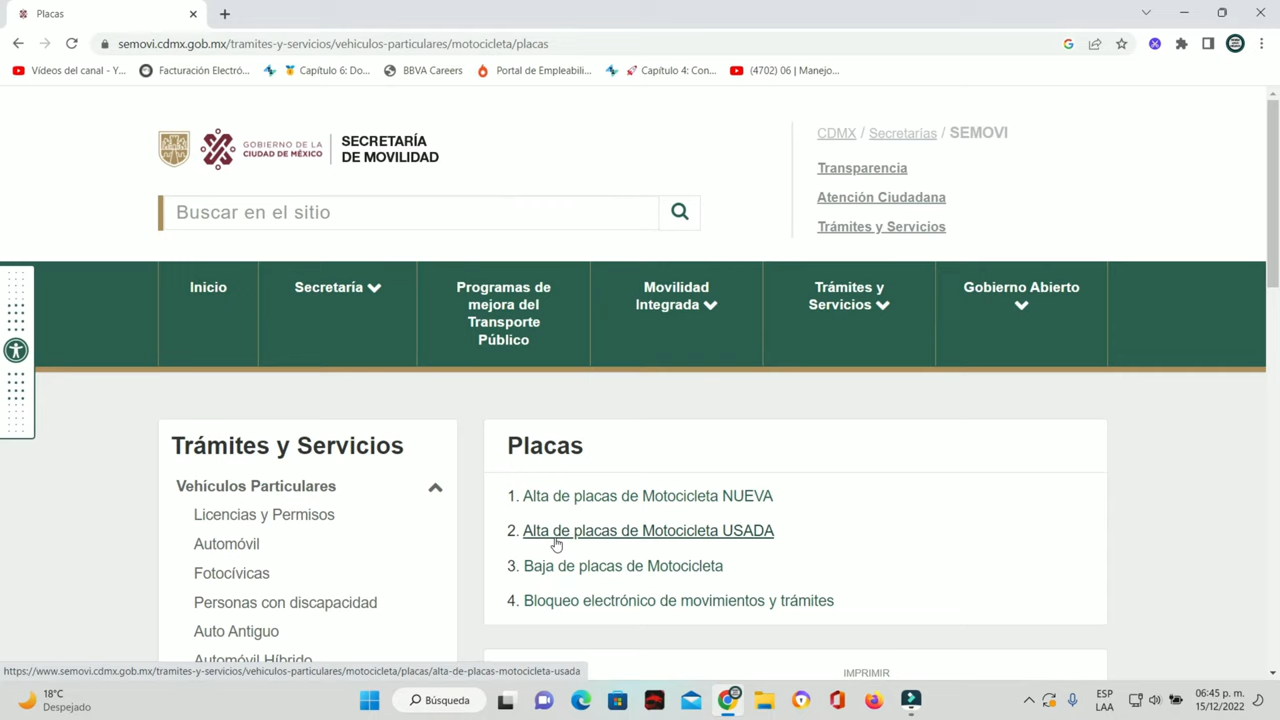 Placas
semovi.cdmx.gob.mx/tramites-y-servicios/vehiculos-particulares/motocicleta/placas
Vídeos del canal - Y...
Facturación Electró...
Capítulo 6: Do...
BBVA Careers
Portal de Empleabili...
Capítulo 4: Con...
(4702) 06 | Manejo...
GOBIERNO DE LA
CIUDAD DE MÉXICO
SECRETARÍA
DE MOVILIDAD
Buscar en el sitio
CDMX / Secretarías / SEMOVI
Transparencia
Atención Ciudadana
Trámites y Servicios
Inicio
Secretaría
Programas de
mejora del
Transporte
Público
Movilidad
Integrada
Trámites y
Servicios
Gobierno Abierto
Trámites y Servicios
Vehiculos Particulares
Licencias y Permisos
Automóvil
Fotocívicas
Personas con discapacidad
Auto Antiguo
Automóvil Híbrido
Placas
1. Alta de placas de Motocicleta NUEVA
2. Alta de placas de Motocicleta USADA
3. Baja de placas de Motocicleta
4. Bloqueo electrónico de movimientos y trámites
IMPRIMIR
https://www.semovi.cdmx.gob.mx/tramites-y-servicios/vehiculos-particulares/motocicleta/placas/alta-de-placas-motocicleta-usada
18°C
Despejado
Búsqueda
ESP
LAA
06:45 p. m.
15/12/2022